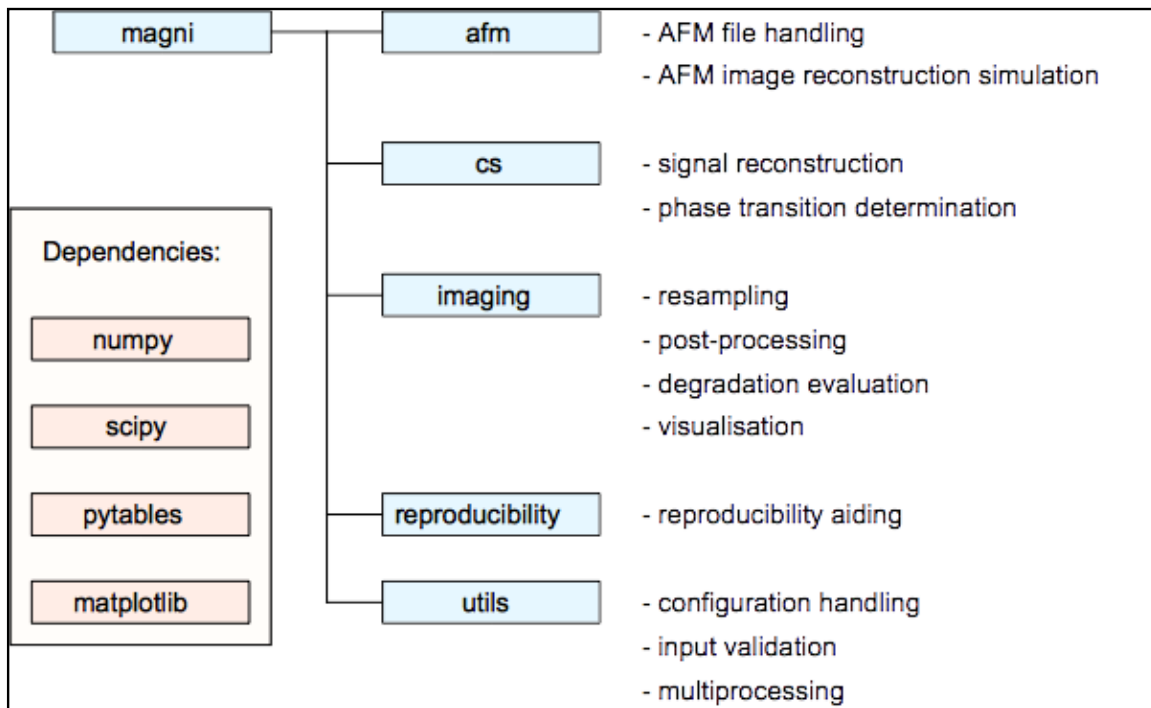 magni
afm
- AFM file handling
- AFM image reconstruction simulation
cs
- signal reconstruction
- phase transition determination
Dependencies:
numpy
scipy
pytables
matplotlib
imaging
- resampling
- post-processing
- degradation evaluation
- visualisation
reproducibility
- reproducibility aiding
utils
- configuration handling
- input validation
- multiprocessing